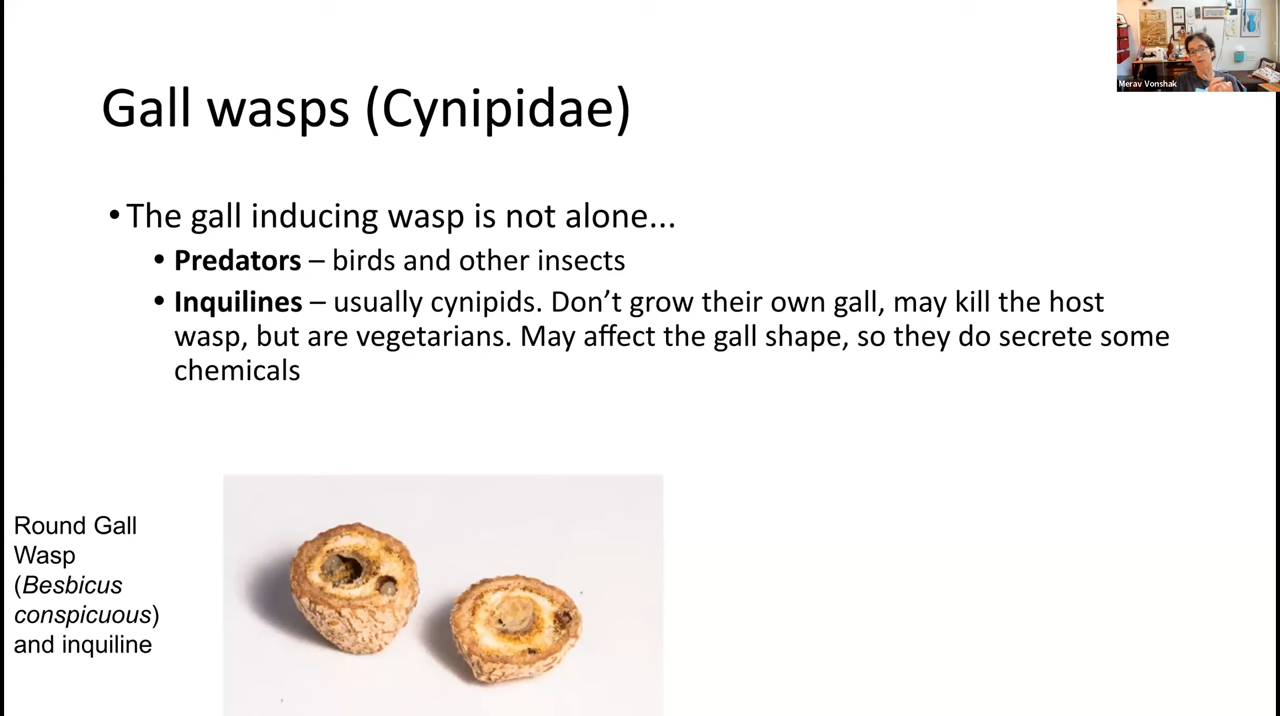 Merav Vonshak
Gall wasps (Cynipidae)
• The gall inducing wasp is not alone...
• Predators – birds and other insects
• Inquilines – usually cynipids. Don’t grow their own gall, may kill the host
wasp, but are vegetarians. May affect the gall shape, so they do secrete some
chemicals
Round Gall
Wasp
(Besbicus
conspicuous)
and inquiline